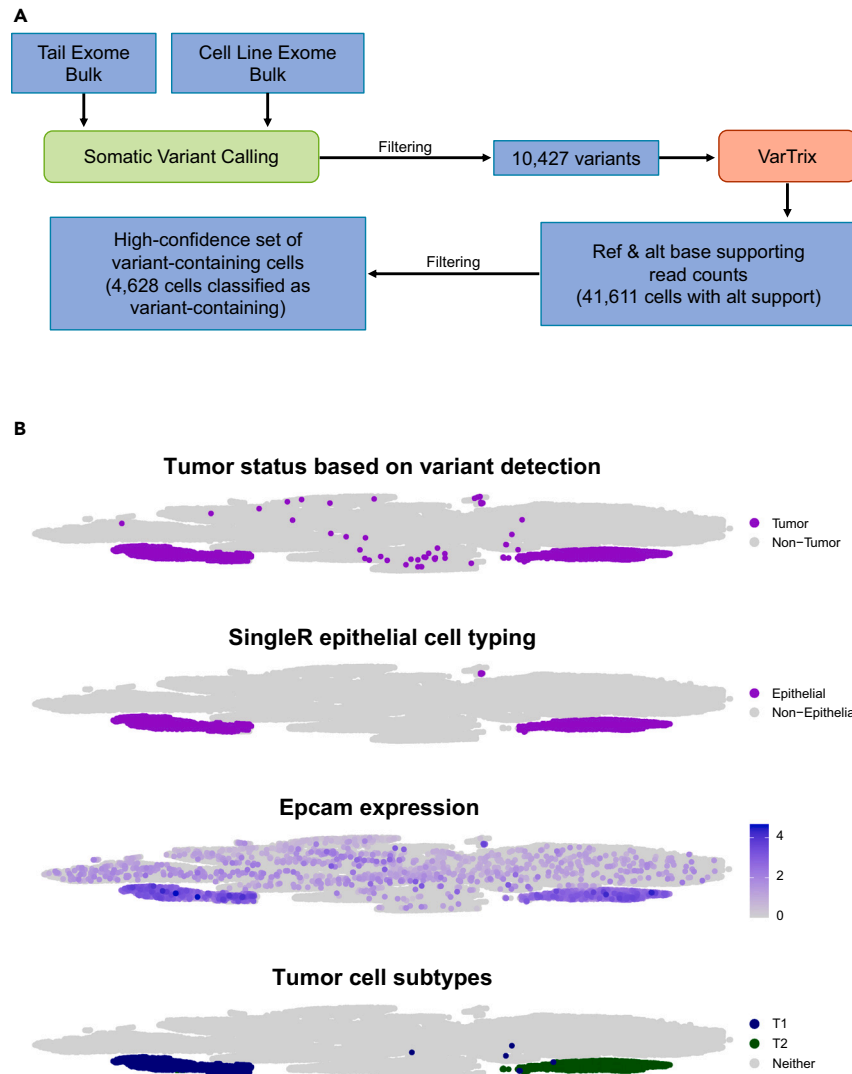 A
Tail Exome
Bulk
Cell Line Exome
Bulk
Somatic Variant Calling
Filtering
10,427 variants
VarTrix
High-confidence set of
variant-containing cells
(4,628 cells classified as
variant-containing)
Filtering
Ref & alt base supporting
read counts
(41,611 cells with alt support)
B
Tumor status based on variant detection
Tumor
Non-Tumor
SingleR epithelial cell typing
Epithelial
Non-Epithelial
Epcam expression
4
2
0
Tumor cell subtypes
T1
T2
Neither